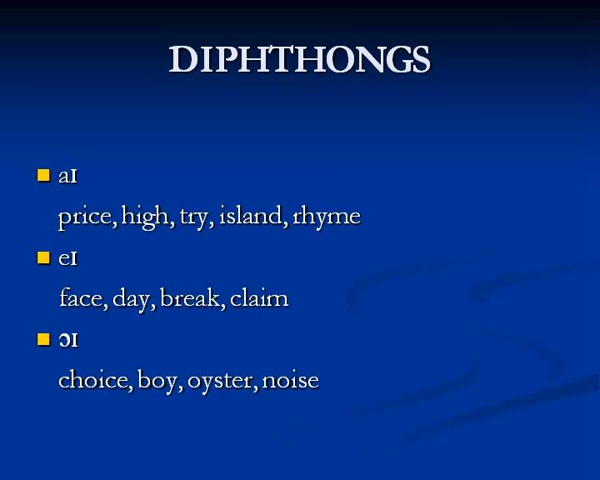 DIPHTHONGS
aɪ
price, high, try, island, rhyme
eɪ
face, day, break, claim
ɔɪ
choice, boy, oyster, noise